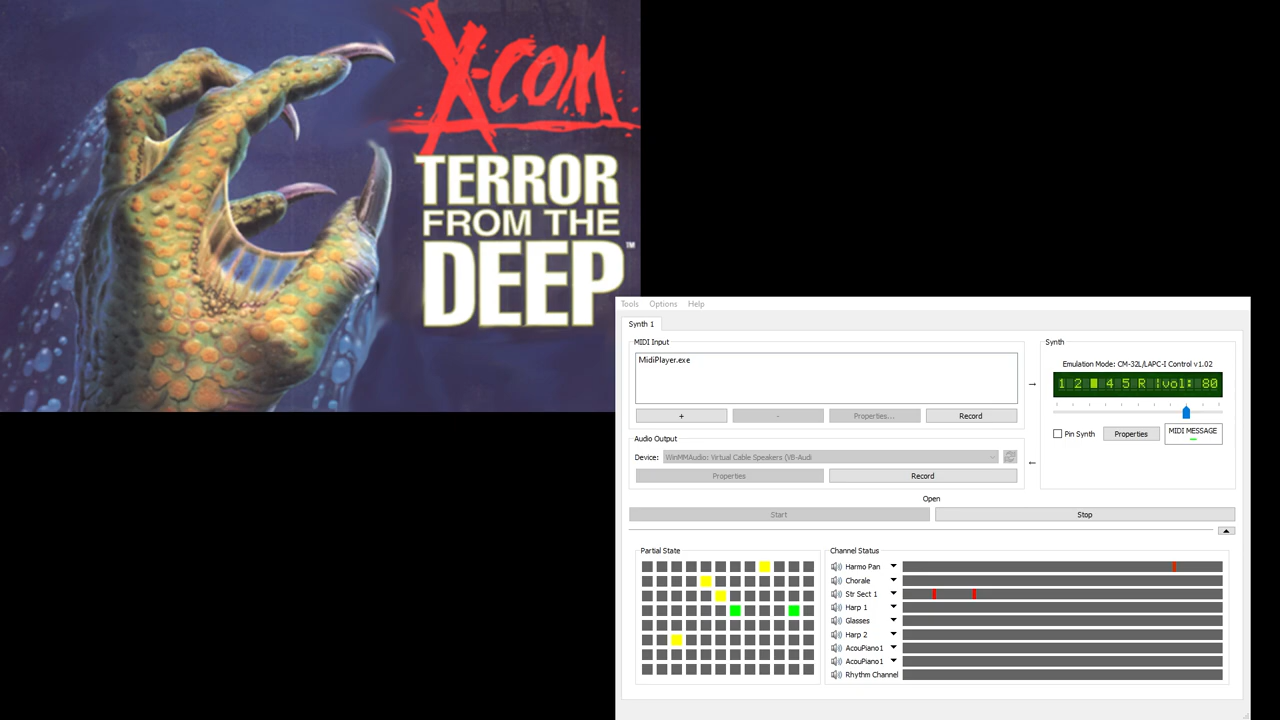 X-COM
TERROR
FROM THE
DEEP™
Tools Options Help
Synth 1
MIDI Input
MidiPlayer.exe
+ - Properties... Record
Audio Output
Device: WinMMAudio: Virtual Cable Speakers (VB-Audi
Properties Record
→
←
Synth
Emulation Mode: CM-32L/LAPC-I Control v1.02
1 2 █ 4 5 R |vol: 80
Pin Synth Properties MIDI MESSAGE
Open
Start Stop
Partial State
Channel Status
Harmo Pan
Chorale
Str Sect 1
Harp 1
Glasses
Harp 2
AcouPiano1
AcouPiano1
Rhythm Channel